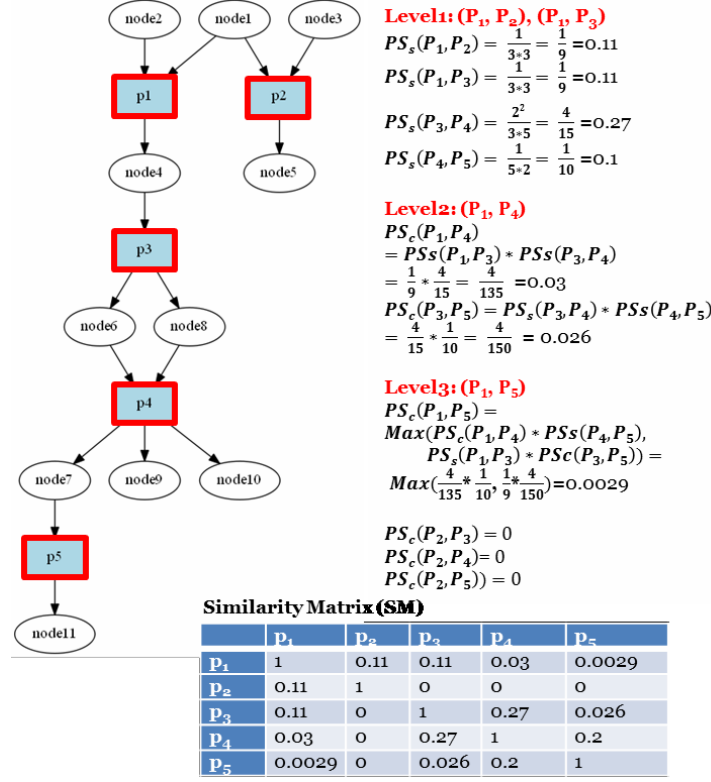 node2
node1
node3
p1
p2
node4
node5
p3
node6
node8
p4
node7
node9
node10
p5
node11
Level1: (P₁, P₂), (P₁, P₃)
PSₛ(P₁, P₂) = 1/(3*3) = 1/9 =0.11
PSₛ(P₁, P₃) = 1/(3*3) = 1/9 =0.11
PSₛ(P₃, P₄) = 2²/(3*5) = 4/15 =0.27
PSₛ(P₄, P₅) = 1/(5*2) = 1/10 =0.1
Level2: (P₁, P₄)
PS꜀(P₁, P₄)
= PSs(P₁, P₃) * PSs(P₃, P₄)
= 1/9 * 4/15 = 4/135 =0.03
PS꜀(P₃, P₅) = PSₛ(P₃, P₄) * PSs(P₄, P₅)
= 4/15 * 1/10 = 4/150 = 0.026
Level3: (P₁, P₅)
PS꜀(P₁, P₅) =
Max(PS꜀(P₁, P₄) * PSs(P₄, P₅),
PSₛ(P₁, P₃) * PSc(P₃, P₅)) =
Max(4/135 * 1/10, 1/9 * 4/150)=0.0029
PS꜀(P₂, P₃) = 0
PS꜀(P₂, P₄)= 0
PS꜀(P₂, P₅)) = 0
Similarity Matrix (SM)
p₁ p₂ p₃ p₄ p₅
p₁ 1 0.11 0.11 0.03 0.0029
p₂ 0.11 1 0 0 0
p₃ 0.11 0 1 0.27 0.026
p₄ 0.03 0 0.27 1 0.2
p₅ 0.0029 0 0.026 0.2 1